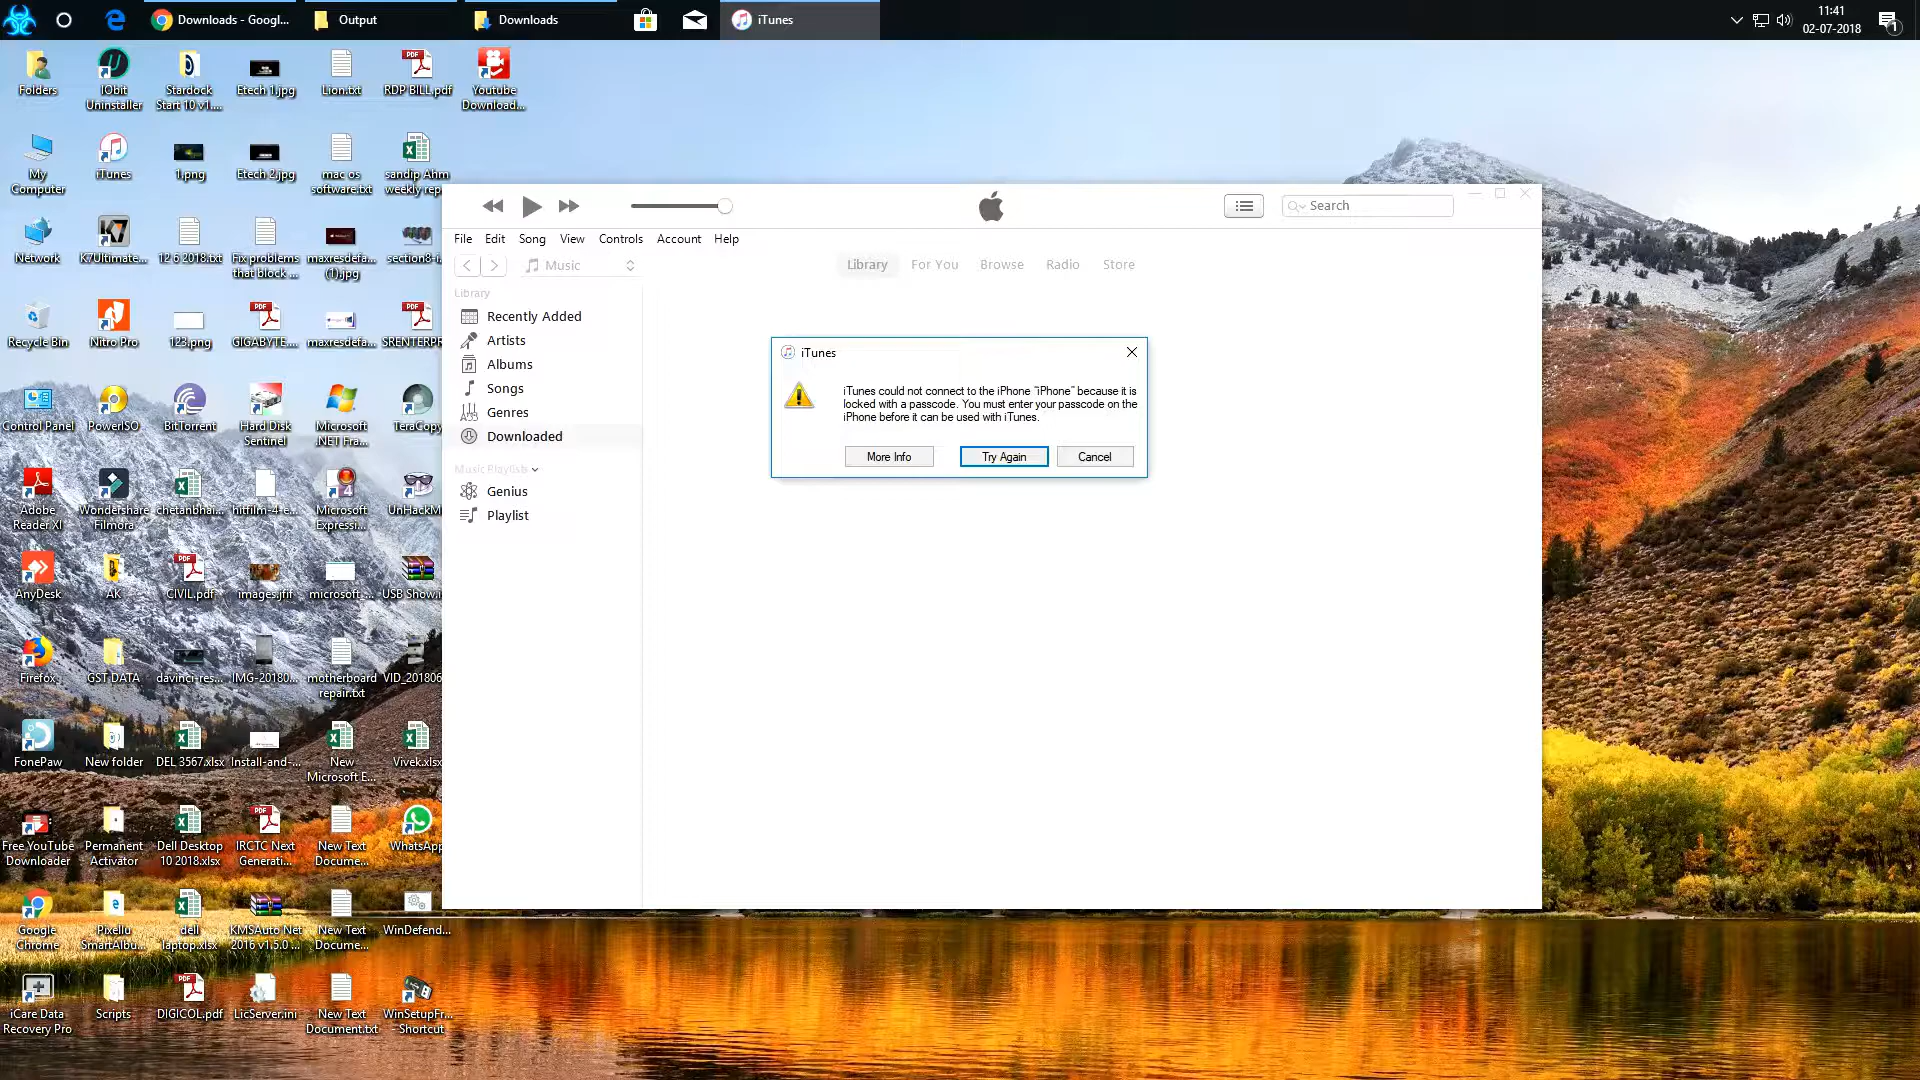 Downloads - Googl...
Output
Downloads
iTunes
11:41
02-07-2018
1
Folders
IObit
Uninstaller
Stardock
Start 10 v1....
Etech 1.jpg
Lion.txt
RDP BILL.pdf
Youtube
Download...
My
Computer
iTunes
1.png
Etech 2.jpg
mac os
software.txt
sandip Ahm
weekly rep
Network
K7Ultimate...
12 6 2018.txt
Fix problems
that block ...
maxresdefa...
(1).jpg
section8-i
Recycle Bin
Nitro Pro
123.png
GIGABYTE....
maxresdefa...
SRENTERPR
Control Panel
PowerISO
BitTorrent
Hard Disk
Sentinel
Microsoft
.NET Fra...
TeraCopy
Adobe
Reader XI
Wondershare
Filmora
chetanbhai...
hitfilm-4-e...
Microsoft
Expressi...
UnHackM
AnyDesk
AK
CIVIL.pdf
images.jfif
microsoft-...
USB Show.
Firefox
GST DATA
davinci-res...
IMG-20180...
motherboard
repair.txt
VID_201806
FonePaw
New folder
DEL 3567.xlsx
Install-and-...
New
Microsoft E...
Vivek.xlsx
Free YouTube
Downloader
Permanent
Activator
Dell Desktop
10 2018.xlsx
IRCTC Next
Generati...
New Text
Docume...
WhatsApp
Google
Chrome
Pixellu
SmartAlbu...
dell
laptop.xlsx
KMSAuto Net
2016 v1.5.0 ...
New Text
Docume...
WinDefend...
iCare Data
Recovery Pro
Scripts
DIGICOL.pdf
LicServer.ini
New Text
Document.txt
WinSetupFr...
- Shortcut
Search
File Edit Song View Controls Account Help
Music
Library For You Browse Radio Store
Library
Recently Added
Artists
Albums
Songs
Genres
Downloaded
Music Playlists
Genius
Playlist
iTunes
iTunes could not connect to the iPhone "iPhone" because it is
locked with a passcode. You must enter your passcode on the
iPhone before it can be used with iTunes.
More Info
Try Again
Cancel